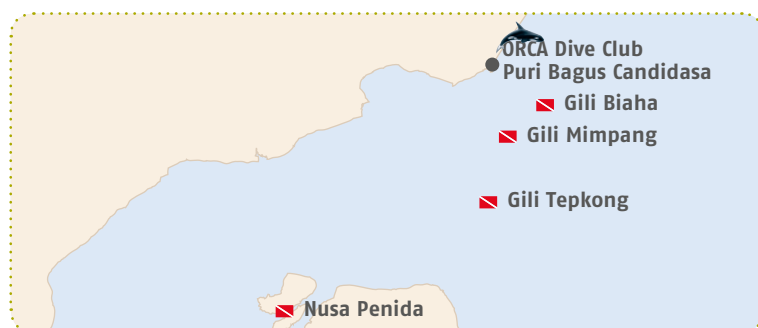 ORCA Dive Club
Puri Bagus Candidasa
Gili Biaha
Gili Mimpang
Gili Tepkong
Nusa Penida